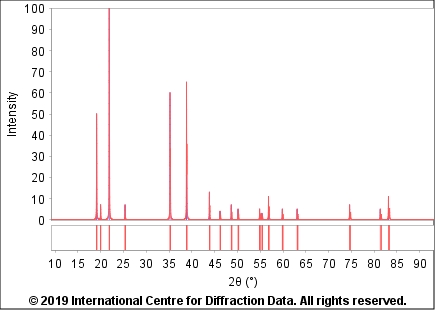 100
90
80
70
60
50
40
30
20
10
0
Intensity
10 15 20 25 30 35 40 45 50 55 60 65 70 75 80 85 90
2θ (°)
© 2019 International Centre for Diffraction Data. All rights reserved.